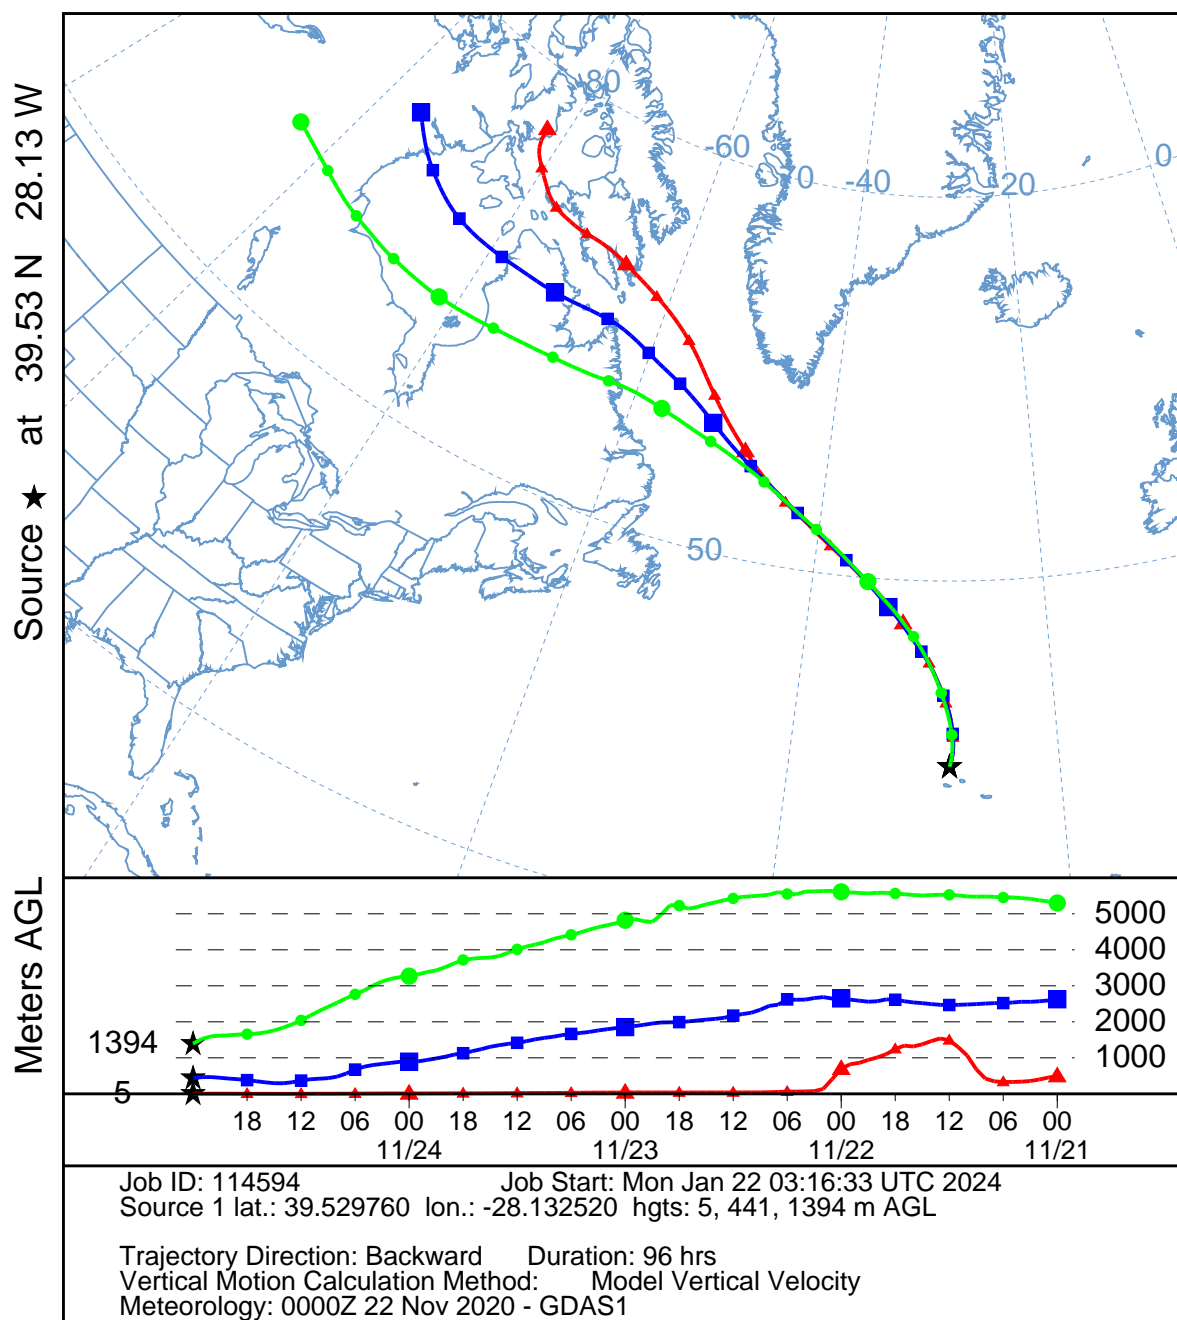 Source ★ at 39.53 N 28.13 W
80
-60
-40
-20
0
50
Meters AGL
5000
4000
3000
2000
1000
1394
5
18 12 06 00 18 12 06 00 18 12 06 00 18 12 06 00
11/24 11/23 11/22 11/21
Job ID: 114594 Job Start: Mon Jan 22 03:16:33 UTC 2024
Source 1 lat.: 39.529760 lon.: -28.132520 hgts: 5, 441, 1394 m AGL
Trajectory Direction: Backward Duration: 96 hrs
Vertical Motion Calculation Method: Model Vertical Velocity
Meteorology: 0000Z 22 Nov 2020 - GDAS1